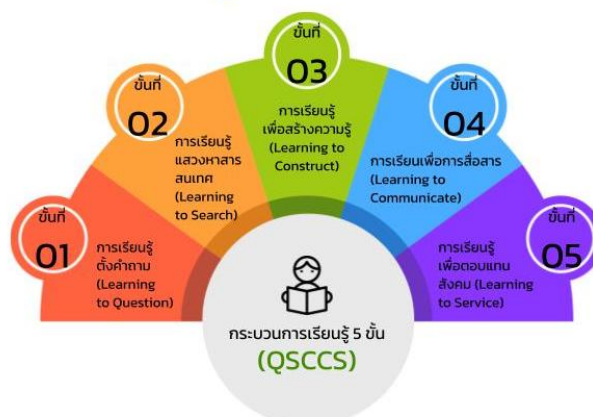 ขั้นที่
01
การเรียนรู้
ตั้งคำถาม
(Learning
to Question)
ขั้นที่
02
การเรียนรู้
แสวงหาสาร
สนเทศ
(Learning
to Search)
ขั้นที่
03
การเรียนรู้
เพื่อสร้างความรู้
(Learning to
Construct)
ขั้นที่
04
การเรียนเพื่อการสื่อสาร
(Learning to
Communicate)
ขั้นที่
05
การเรียนรู้
เพื่อตอบแทน
สังคม (Learning
to Service)
กระบวนการเรียนรู้ 5 ขั้น
(QSCCS)